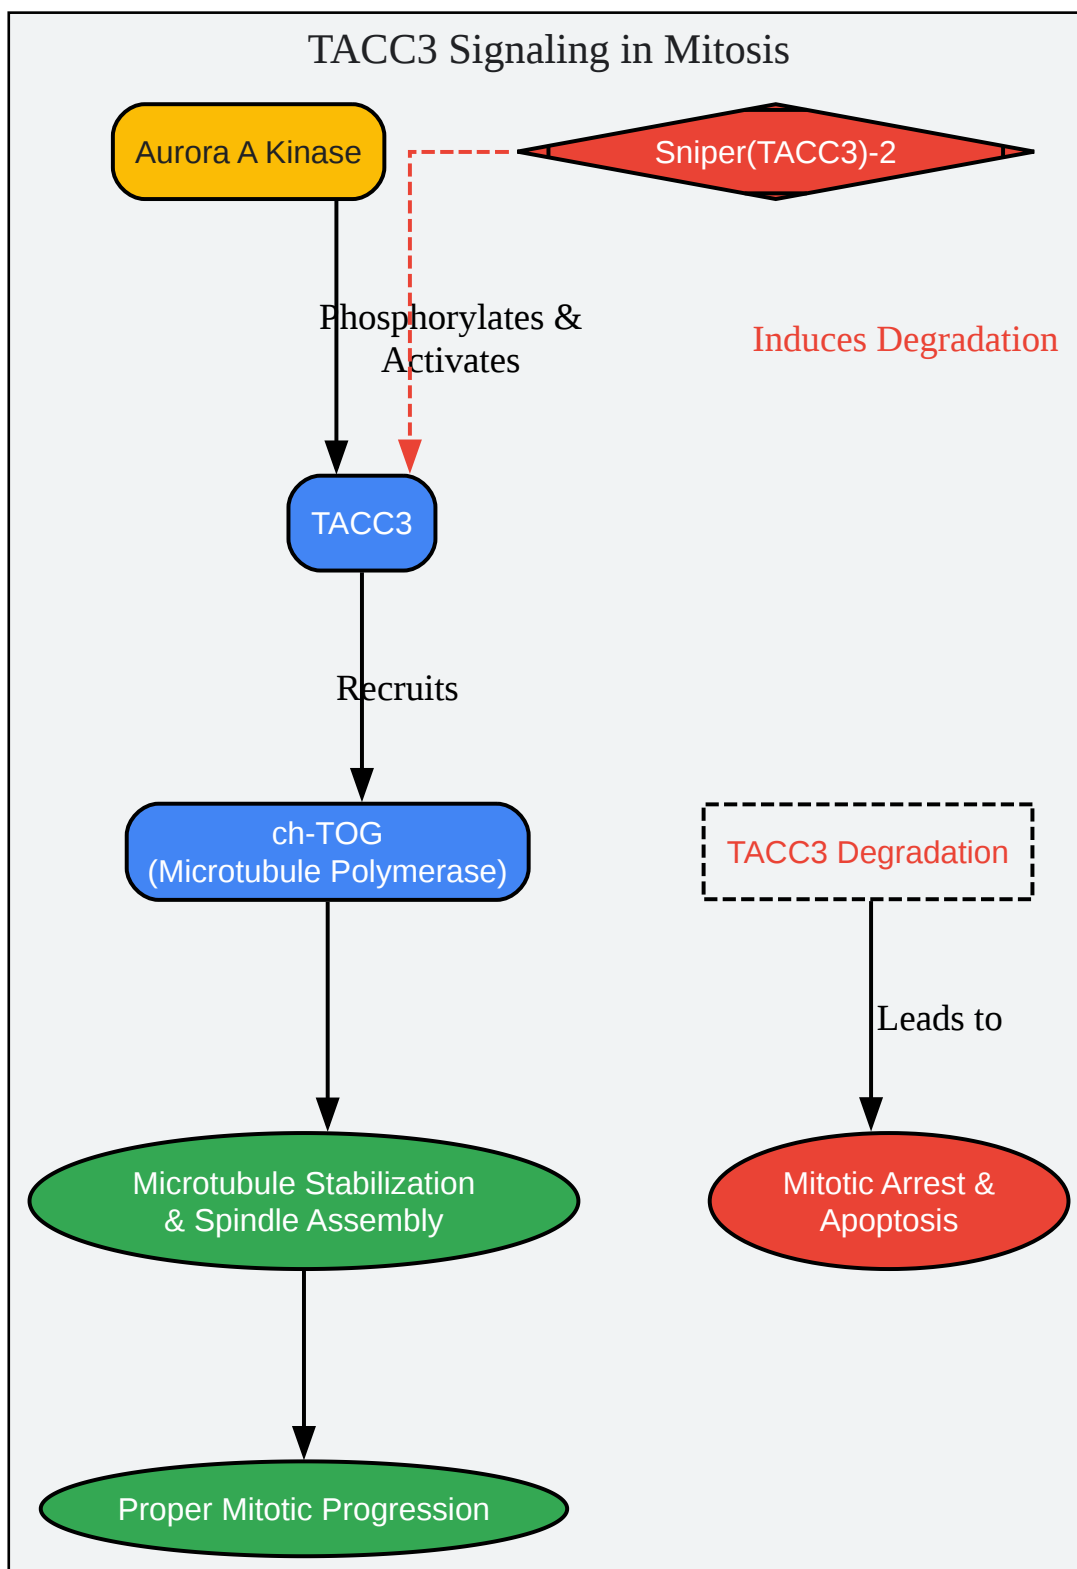 TACC3 Signaling in Mitosis
Aurora A Kinase
Sniper(TACC3)-2
Phosphorylates &
Activates
Induces Degradation
TACC3
Recruits
ch-TOG
(Microtubule Polymerase)
TACC3 Degradation
Leads to
Microtubule Stabilization
& Spindle Assembly
Mitotic Arrest &
Apoptosis
Proper Mitotic Progression